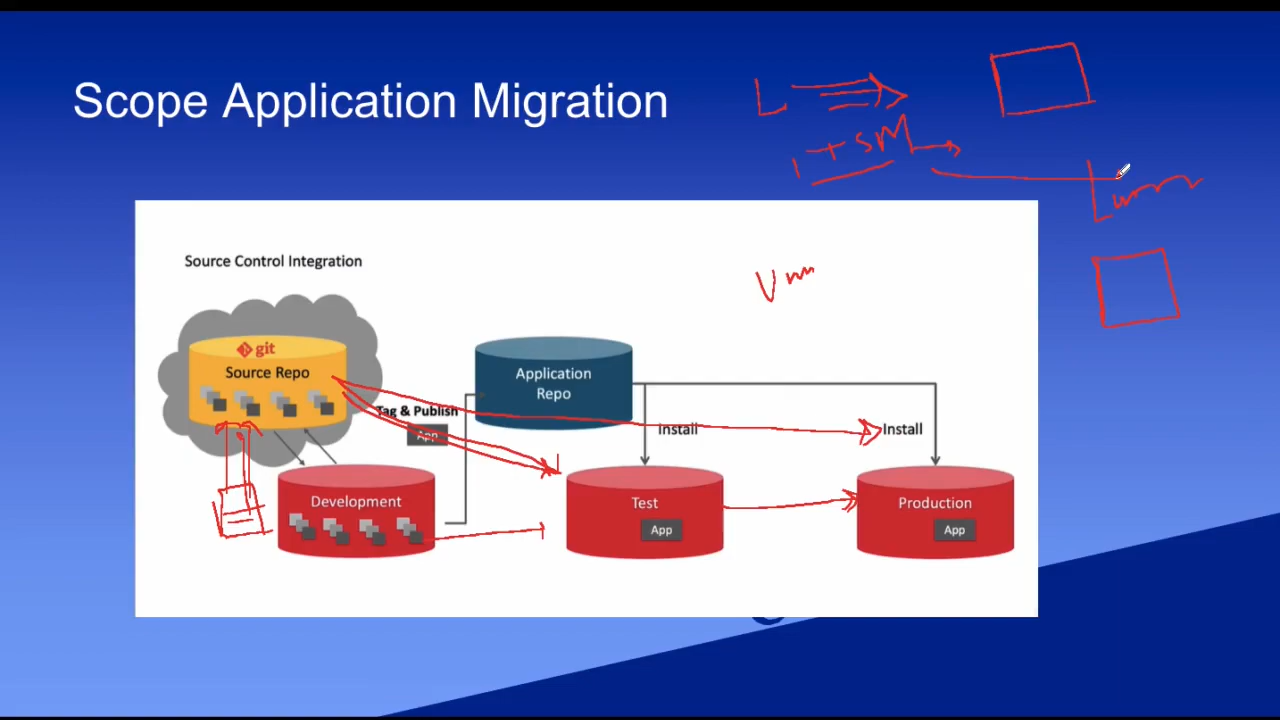 Scope Application Migration
L
ITSM
Source Control Integration
git
Source Repo
Application
Repo
Tag & Publish
App
Install
Install
Development
Test
App
Production
App